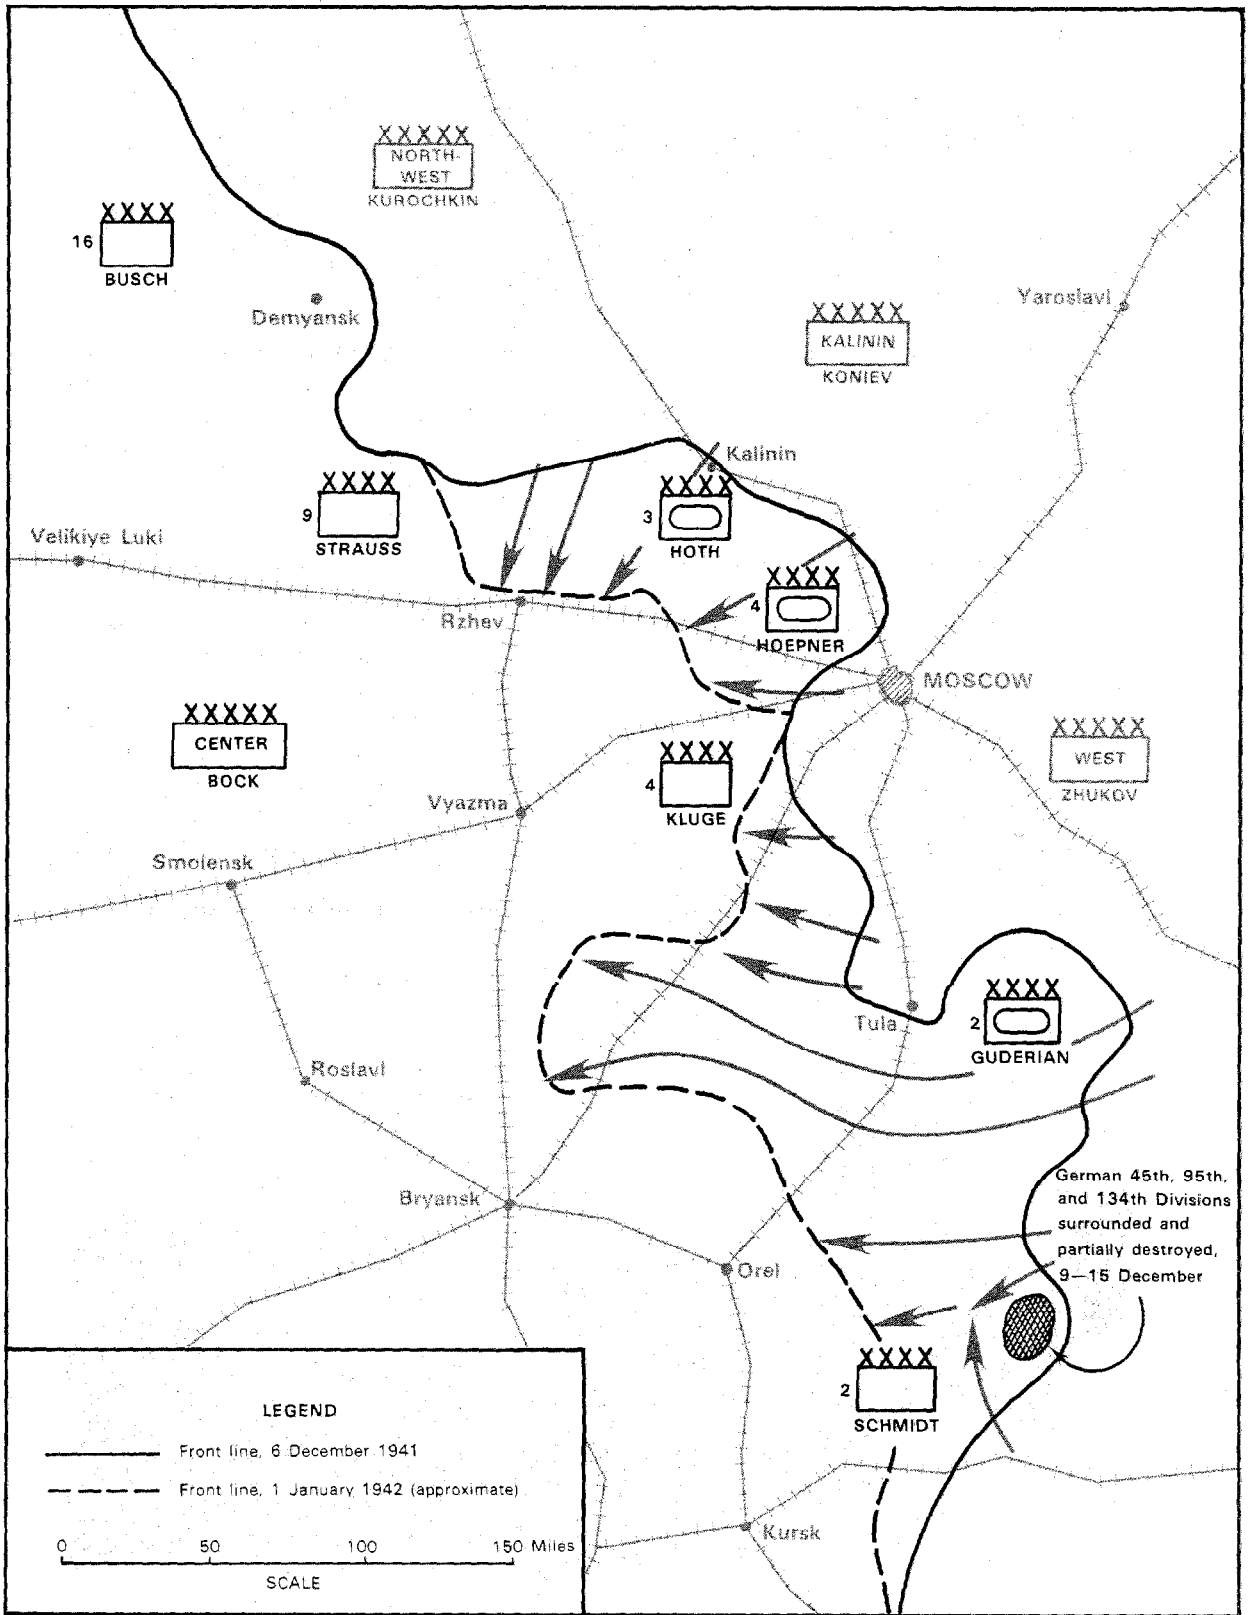 XXXXX
NORTH-
WEST
KUROCHKIN
XXXX
16
BUSCH
Demyansk
Yaroslavl
XXXXX
KALININ
KONIEV
Kalinin
XXXX
9
STRAUSS
XXXX
3
HOTH
Velikiye Luki
XXXX
4
HOEPNER
Rzhev
MOSCOW
XXXXX
CENTER
BOCK
XXXXX
WEST
ZHUKOV
XXXX
4
KLUGE
Vyazma
Smolensk
XXXX
2
GUDERIAN
Tula
Roslavl
German 45th, 95th,
and 134th Divisions
surrounded and
partially destroyed,
9—15 December
Bryansk
Orel
XXXX
2
SCHMIDT
Kursk
LEGEND
Front line, 6 December 1941
Front line, 1 January 1942 (approximate)
0 50 100 150 Miles
SCALE